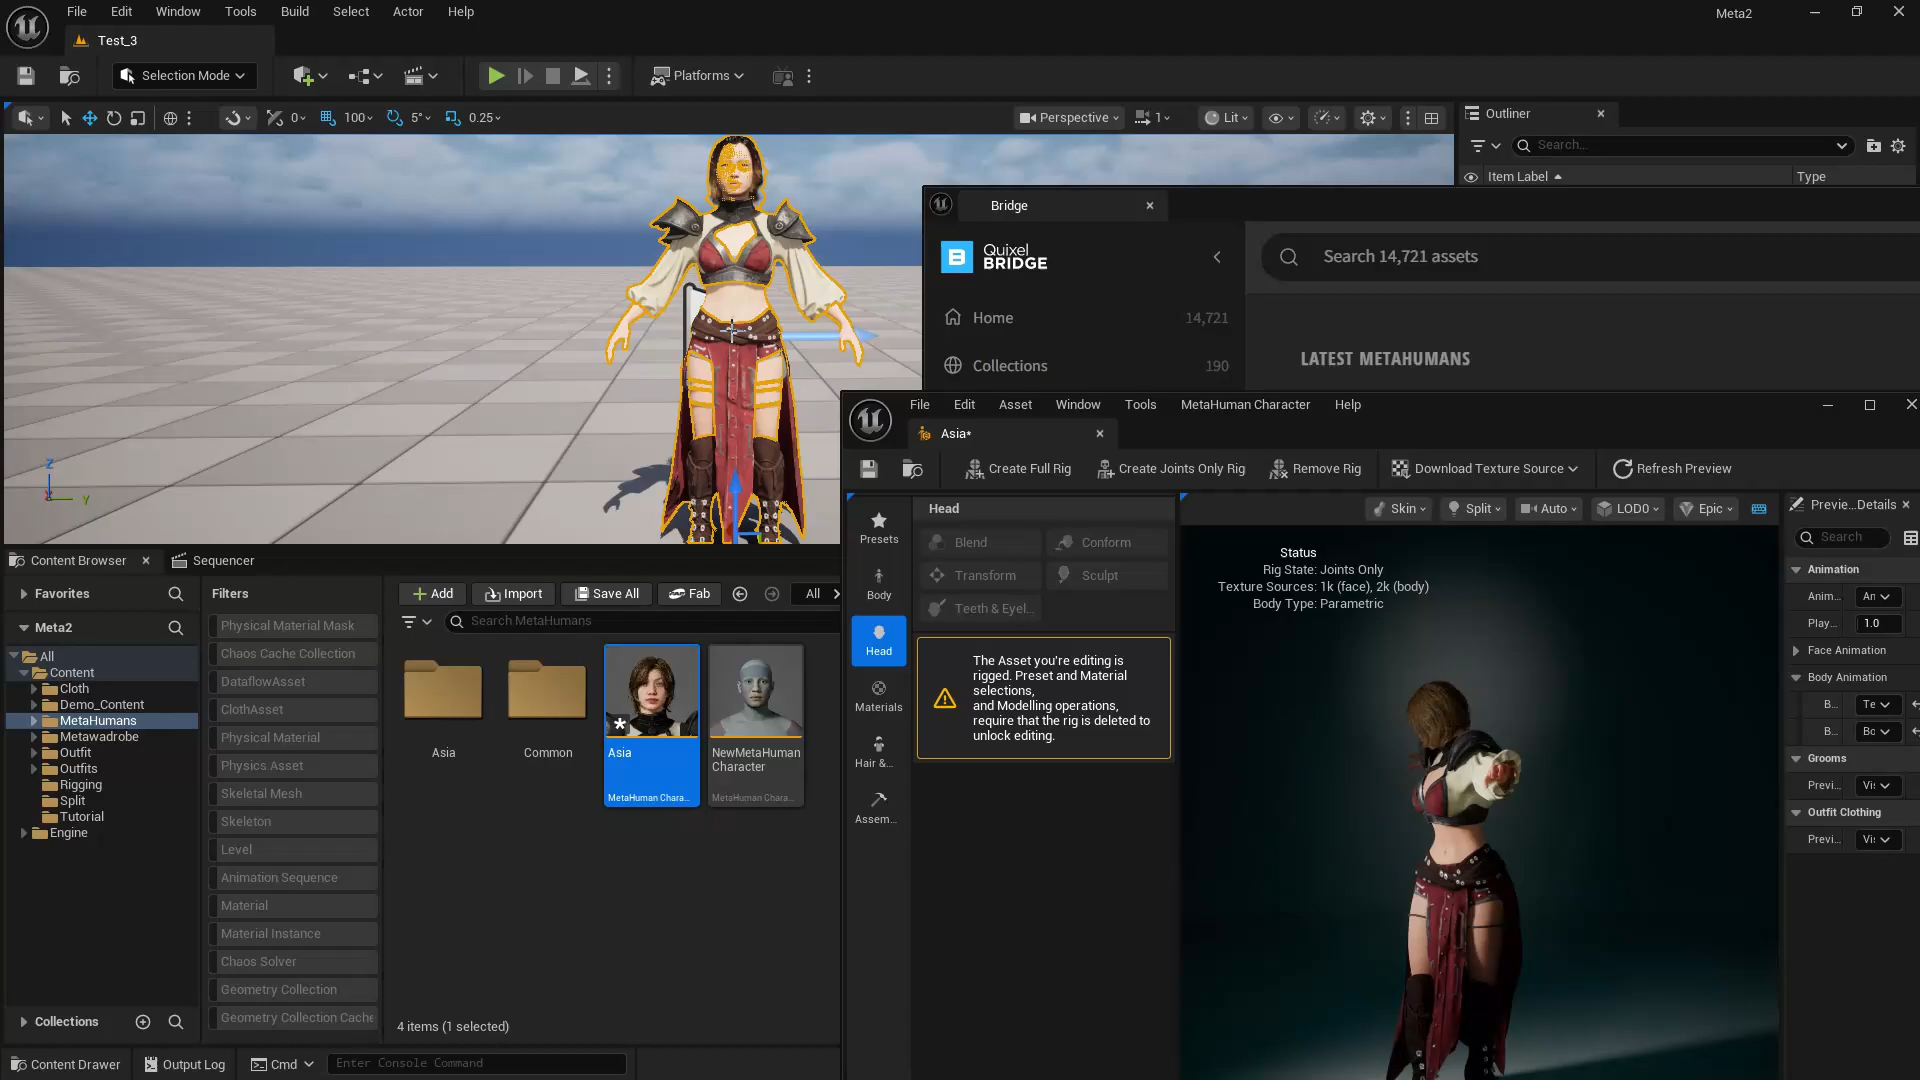 File Edit Window Tools Build Select Actor Help
Meta2
Test_3
Selection Mode
Platforms
0
100
5°
0.25
Perspective
1
Lit
Outliner
Search...
Item Label
Type
Bridge
Quixel
BRIDGE
Search 14,721 assets
Home 14,721
LATEST METAHUMANS
Collections 190
File Edit Asset Window Tools MetaHuman Character Help
Asia*
Create Full Rig
Create Joints Only Rig
Remove Rig
Download Texture Source
Refresh Preview
Presets
Body
Head
Materials
Hair &...
Assem...
Head
Blend
Conform
Transform
Sculpt
Teeth & Eyel...
The Asset you're editing is
rigged. Preset and Material
selections,
and Modelling operations,
require that the rig is deleted to
unlock editing.
Skin
Split
Auto
LOD0
Epic
Status
Rig State: Joints Only
Texture Sources: 1k (face), 2k (body)
Body Type: Parametric
Previe...Details
Search
Animation
Anim... An
Play... 1.0
Face Animation
Body Animation
B... Te
B... Bo
Grooms
Previ... Vi
Outfit Clothing
Previ... Vi
Z
Y
Content Browser
Sequencer
Favorites
Meta2
All
Content
Cloth
Demo_Content
MetaHumans
Metawadrobe
Outfit
Outfits
Rigging
Split
Tutorial
Engine
Collections
Filters
Physical Material Mask
Chaos Cache Collection
DataflowAsset
ClothAsset
Physical Material
Physics Asset
Skeletal Mesh
Skeleton
Level
Animation Sequence
Material
Material Instance
Chaos Solver
Geometry Collection
Geometry Collection Cache
Add
Import
Save All
Fab
All
Search MetaHumans
Asia
Common
Asia
MetaHuman Chara...
NewMetaHuman
Character
MetaHuman Chara...
4 items (1 selected)
Content Drawer
Output Log
Cmd
Enter Console Command